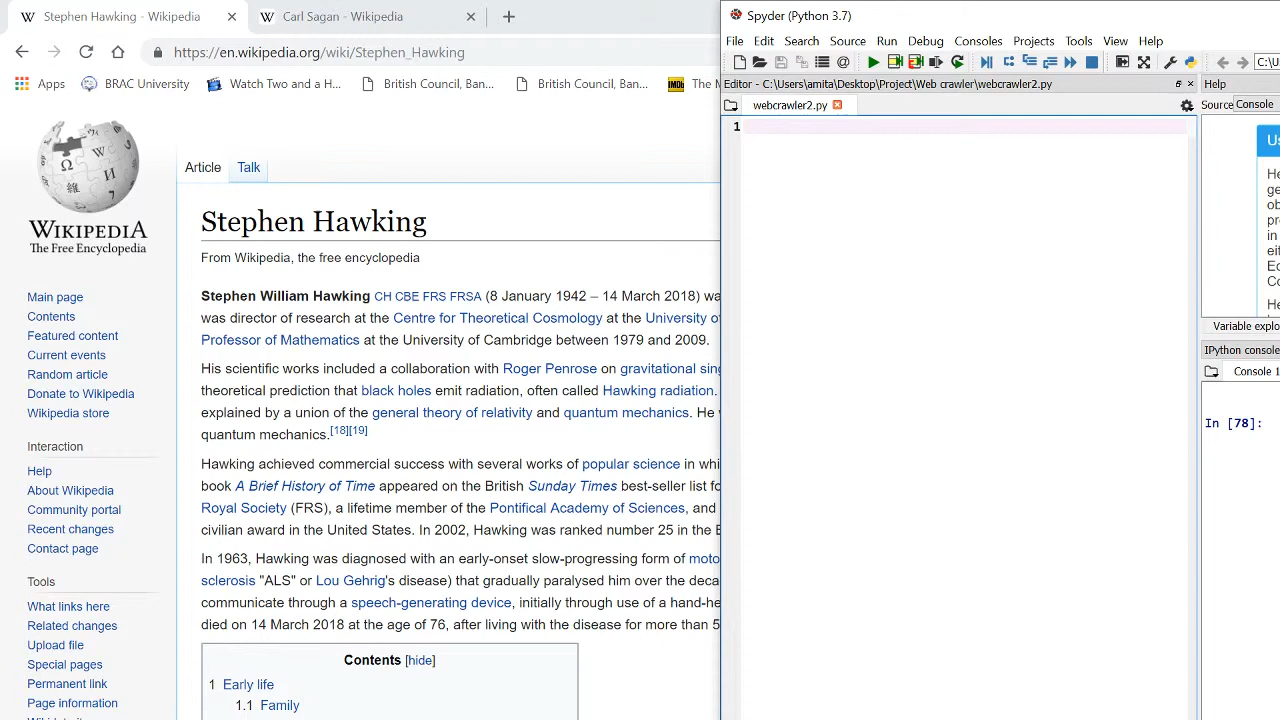 Stephen Hawking - Wikipedia
Carl Sagan - Wikipedia
https://en.wikipedia.org/wiki/Stephen_Hawking
Apps
BRAC University
Watch Two and a H...
British Council, Ban...
British Council, Ban...
IMDb
The M
WIKIPEDIA
The Free Encyclopedia
Main page
Contents
Featured content
Current events
Random article
Donate to Wikipedia
Wikipedia store
Interaction
Help
About Wikipedia
Community portal
Recent changes
Contact page
Tools
What links here
Related changes
Upload file
Special pages
Permanent link
Page information
Article
Talk
Stephen Hawking
From Wikipedia, the free encyclopedia
Stephen William Hawking CH CBE FRS FRSA (8 January 1942 – 14 March 2018) wa
was director of research at the Centre for Theoretical Cosmology at the University o
Professor of Mathematics at the University of Cambridge between 1979 and 2009.
His scientific works included a collaboration with Roger Penrose on gravitational sing
theoretical prediction that black holes emit radiation, often called Hawking radiation.
explained by a union of the general theory of relativity and quantum mechanics. He
quantum mechanics.[18][19]
Hawking achieved commercial success with several works of popular science in whi
book A Brief History of Time appeared on the British Sunday Times best-seller list fo
Royal Society (FRS), a lifetime member of the Pontifical Academy of Sciences, and
civilian award in the United States. In 2002, Hawking was ranked number 25 in the B
In 1963, Hawking was diagnosed with an early-onset slow-progressing form of moto
sclerosis "ALS" or Lou Gehrig's disease) that gradually paralysed him over the deca
communicate through a speech-generating device, initially through use of a hand-he
died on 14 March 2018 at the age of 76, after living with the disease for more than 5
Contents [hide]
1 Early life
1.1 Family
Spyder (Python 3.7)
File Edit Search Source Run Debug Consoles Projects Tools View Help
C:\U
Editor - C:\Users\amita\Desktop\Project\Web crawler\webcrawler2.py
webcrawler2.py
1
Help
Source Console
Us
He
ge
ob
pr
in
eit
Ed
Co
He
Variable explo
IPython console
Console 1
In [78]: